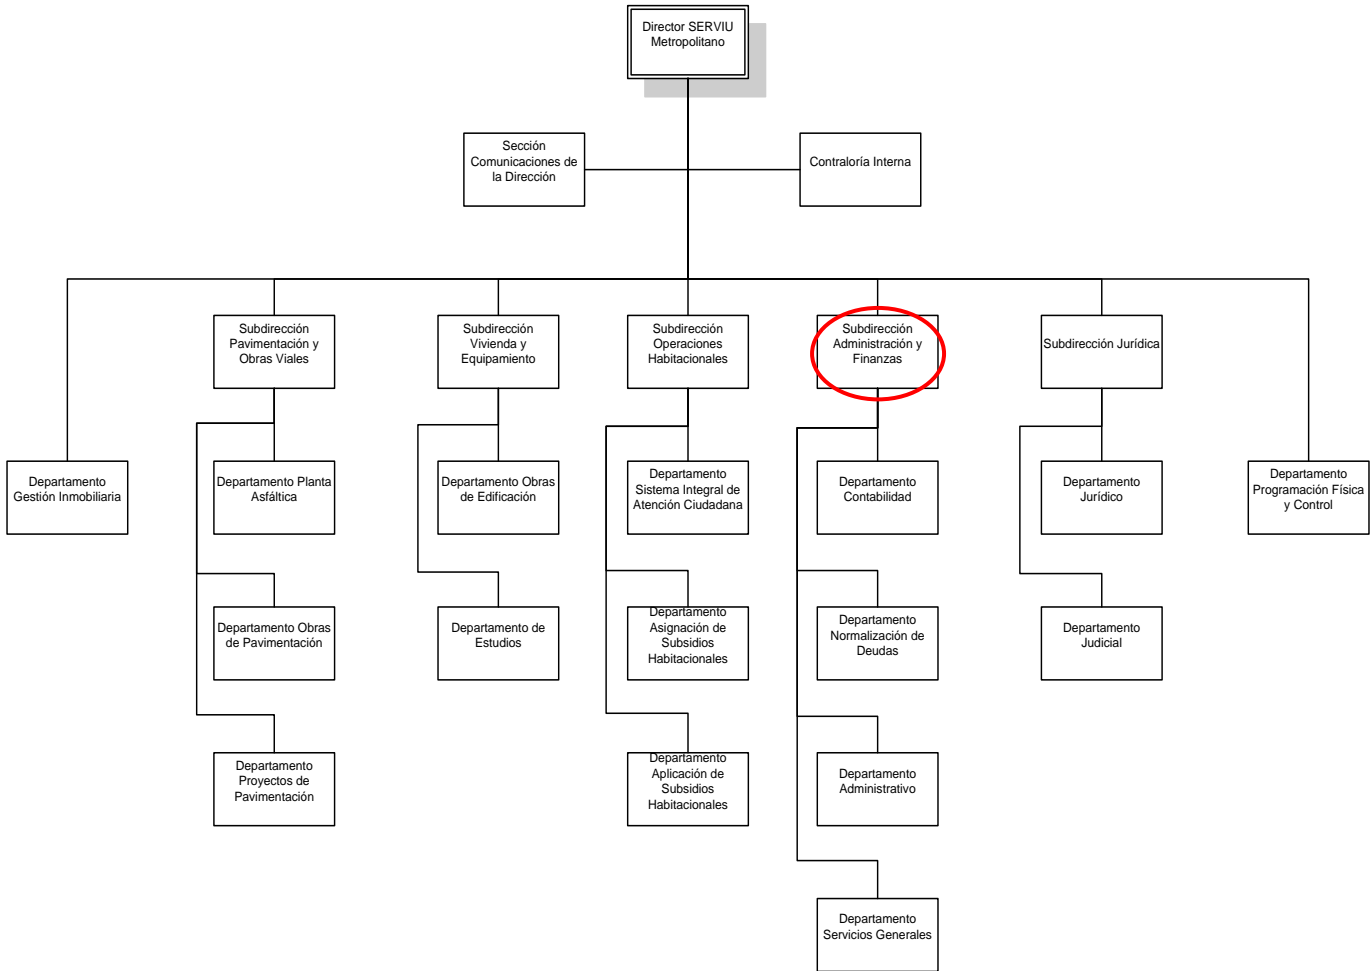 Director SERVIU
Metropolitano
Sección
Comunicaciones de
la Dirección
Contraloría Interna
Subdirección
Pavimentación y
Obras Viales
Subdirección
Vivienda y
Equipamiento
Subdirección
Operaciones
Habitacionales
Subdirección
Administración y
Finanzas
Subdirección Jurídica
Departamento
Gestión Inmobiliaria
Departamento Planta
Asfáltica
Departamento Obras
de Edificación
Departamento
Sistema Integral de
Atención Ciudadana
Departamento
Contabilidad
Departamento
Jurídico
Departamento
Programación Física
y Control
Departamento Obras
de Pavimentación
Departamento de
Estudios
Departamento
Asignación de
Subsidios
Habitacionales
Departamento
Normalización de
Deudas
Departamento
Judicial
Departamento
Proyectos de
Pavimentación
Departamento
Aplicación de
Subsidios
Habitacionales
Departamento
Administrativo
Departamento
Servicios Generales